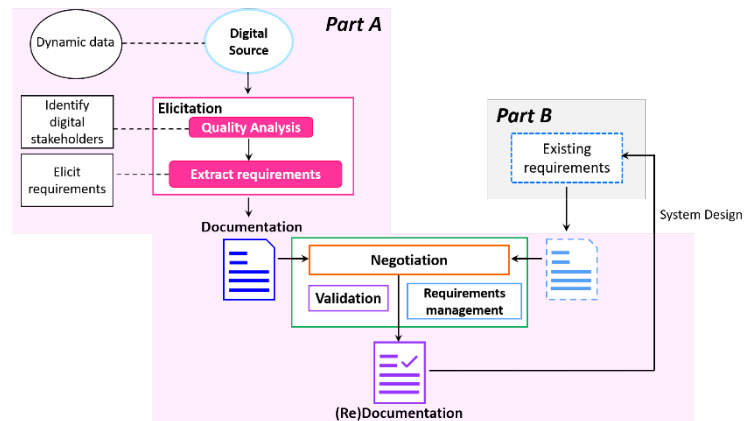 Part A
Dynamic data
Digital
Source
Identify
digital
stakeholders
Elicitation
Quality Analysis
Elicit
requirements
Extract requirements
Part B
Existing
requirements
System Design
Documentation
Negotiation
Validation
Requirements
management
(Re)Documentation